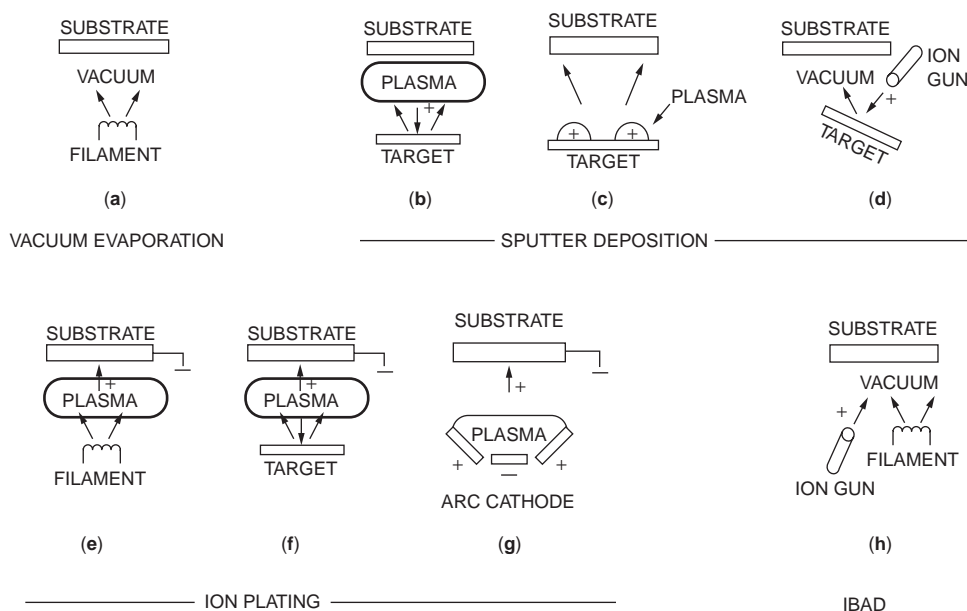 SUBSTRATE
VACUUM
FILAMENT
(a)
SUBSTRATE
PLASMA
+
TARGET
(b)
SUBSTRATE
PLASMA
+ +
TARGET
(c)
SUBSTRATE
ION
GUN
VACUUM
+
TARGET
(d)
VACUUM EVAPORATION
SPUTTER DEPOSITION
SUBSTRATE
–
+
PLASMA
FILAMENT
(e)
SUBSTRATE
–
+
PLASMA
TARGET
(f)
SUBSTRATE
–
+
PLASMA
+ – +
ARC CATHODE
(g)
SUBSTRATE
VACUUM
+
FILAMENT
ION GUN
(h)
ION PLATING
IBAD